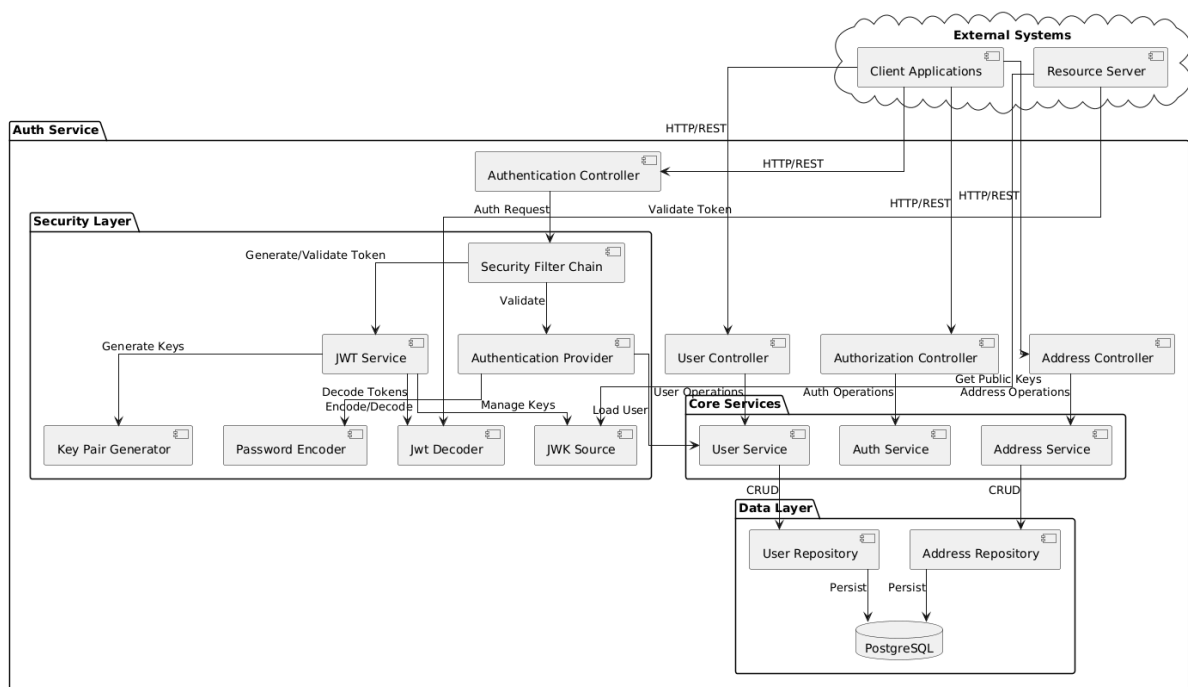 External Systems
Client Applications
Resource Server
Auth Service
HTTP/REST
Authentication Controller
HTTP/REST
HTTP/REST
HTTP/REST
Auth Request
Validate Token
Security Layer
Generate/Validate Token
Security Filter Chain
Validate
JWT Service
Authentication Provider
User Controller
Authorization Controller
Address Controller
Generate Keys
Decode Tokens
Encode/Decode
Manage Keys
Load User
User Operations
Auth Operations
Get Public Keys
Address Operations
Core Services
Key Pair Generator
Password Encoder
Jwt Decoder
JWK Source
User Service
Auth Service
Address Service
CRUD
CRUD
Data Layer
User Repository
Address Repository
Persist
Persist
PostgreSQL